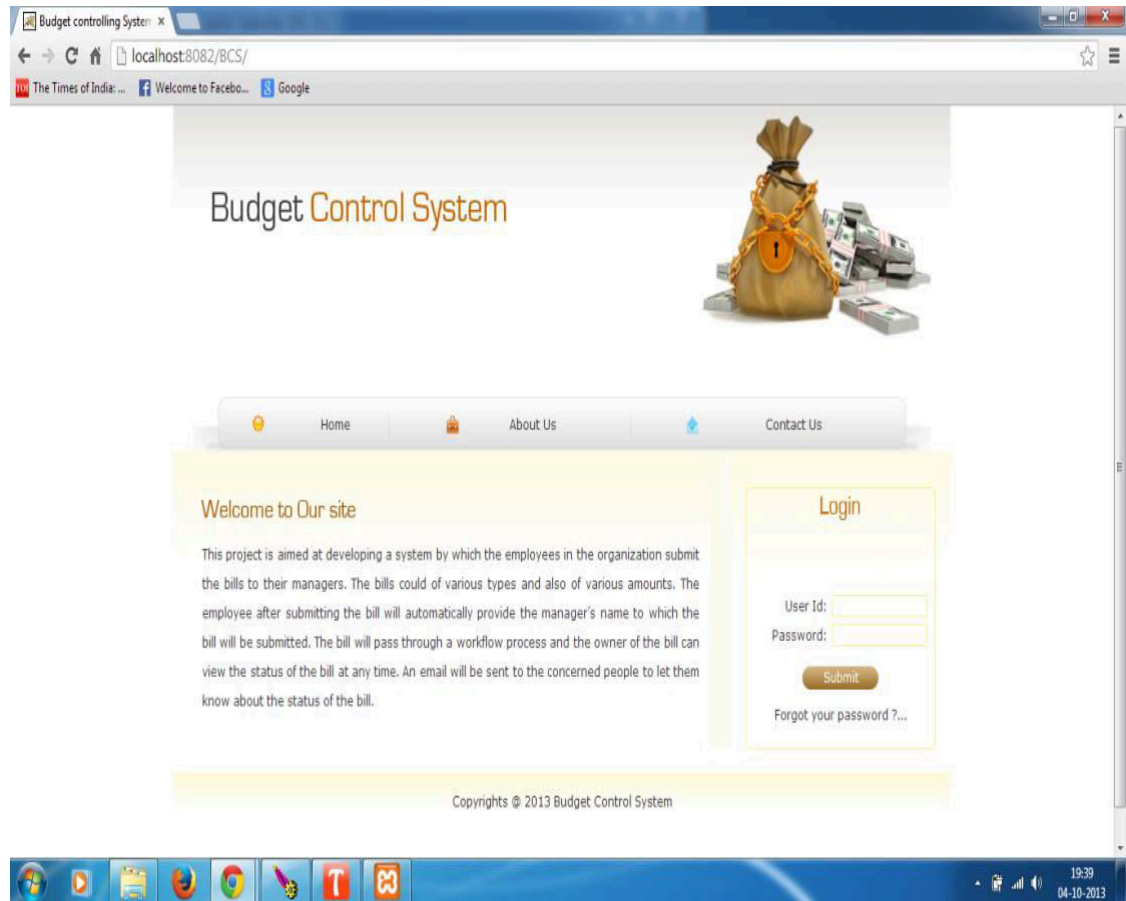 Budget controlling System
localhost:8082/BCS/
The Times of India: ...
Welcome to Facebo...
Google
Budget Control System
Home
About Us
Contact Us
Welcome to Our site
This project is aimed at developing a system by which the employees in the organization submit
the bills to their managers. The bills could of various types and also of various amounts. The
employee after submitting the bill will automatically provide the manager's name to which the
bill will be submitted. The bill will pass through a workflow process and the owner of the bill can
view the status of the bill at any time. An email will be sent to the concerned people to let them
know about the status of the bill.
Login
User Id:
Password:
Submit
Forgot your password ?...
Copyrights @ 2013 Budget Control System
19:39
04-10-2013